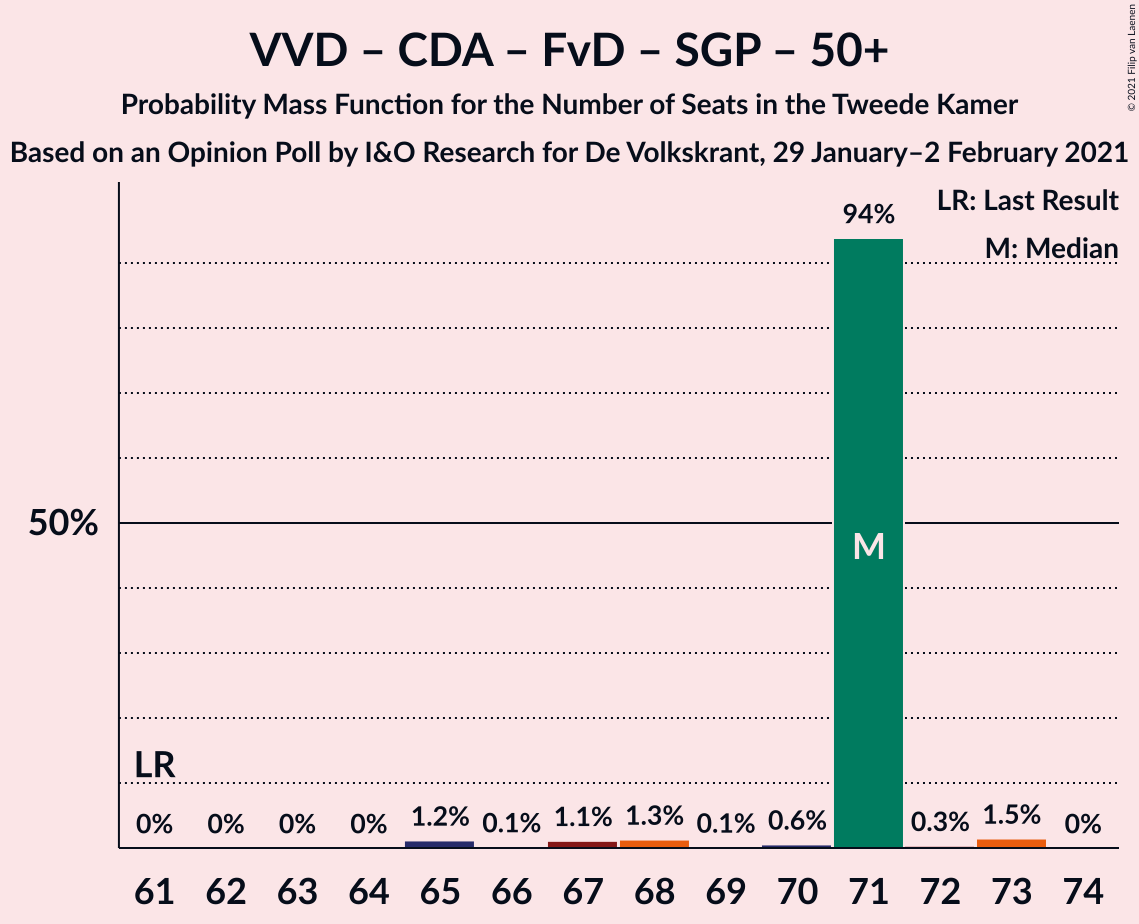 VVD – CDA – FvD – SGP – 50+
Probability Mass Function for the Number of Seats in the Tweede Kamer
Based on an Opinion Poll by I&O Research for De Volkskrant, 29 January–2 February 2021
© 2021 Filip van Laenen
LR: Last Result
M: Median
94%
50%
M
LR
0% 0% 0% 0% 1.2% 0.1% 1.1% 1.3% 0.1% 0.6% 0.3% 1.5% 0%
61 62 63 64 65 66 67 68 69 70 71 72 73 74